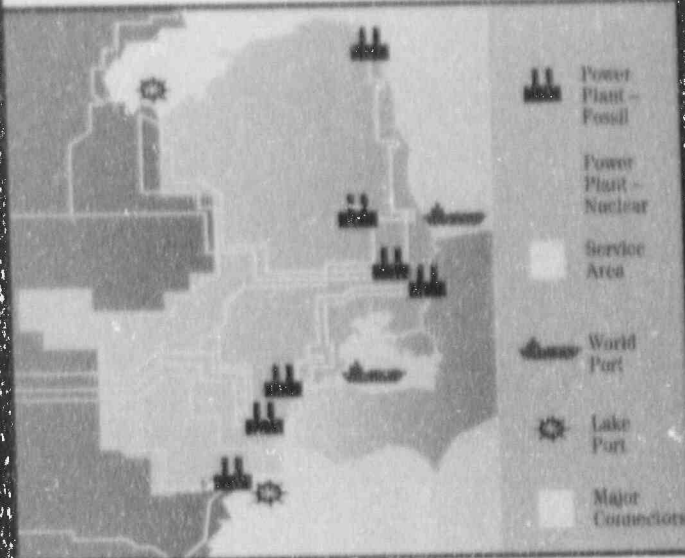 Power
Plant –
Fossil
Power
Plant –
Nuclear
Service
Area
World
Port
Lake
Port
Major
Connectors